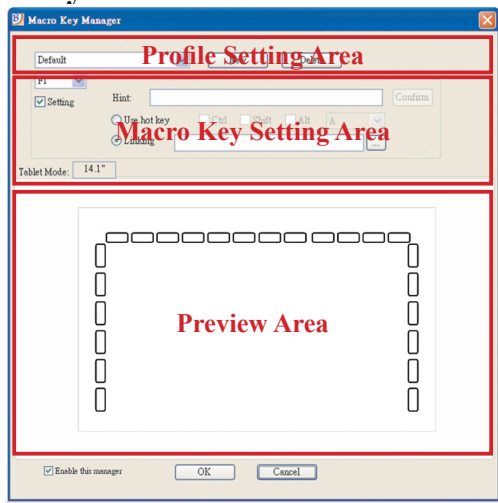 Macro Key Manager
Profile Setting Area
Default
Macro Key Setting Area
F1
Setting
Hint:
Confirm
Use hot key
Ctrl
Shift
Alt
A
Linking
...
Tablet Mode:
14.1"
Preview Area
Enable this manager
OK
Cancel